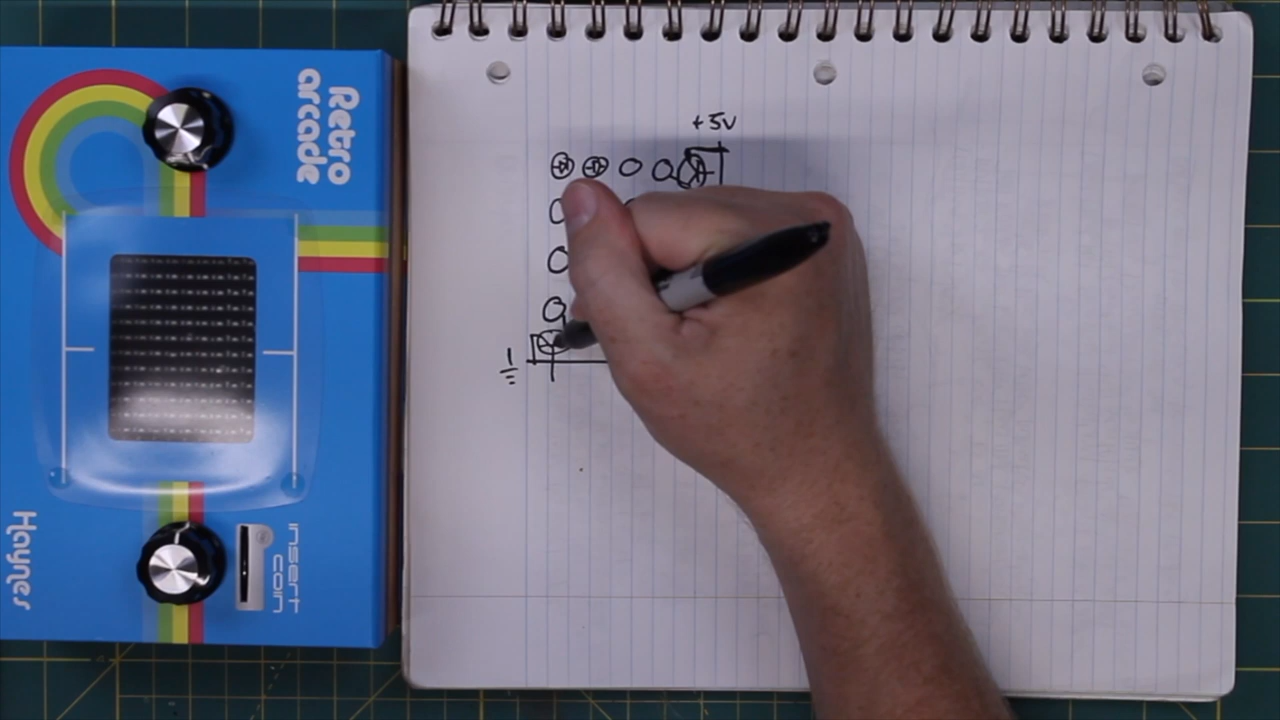 Retro
arcade
Haynes
insert
coin
+5V